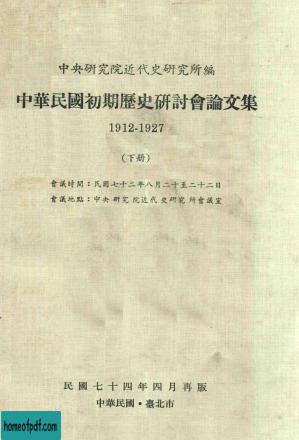 中央研究院近代史研究所編
中華民國初期歷史研討會論文集
1912-1927
(下册)
會議時間：民國七十二年八月二十至二十二日
會議地點：中央研究院近代史研究所會議室
民國七十四年四月再版
中華民國・臺北市
homeofpdf.com